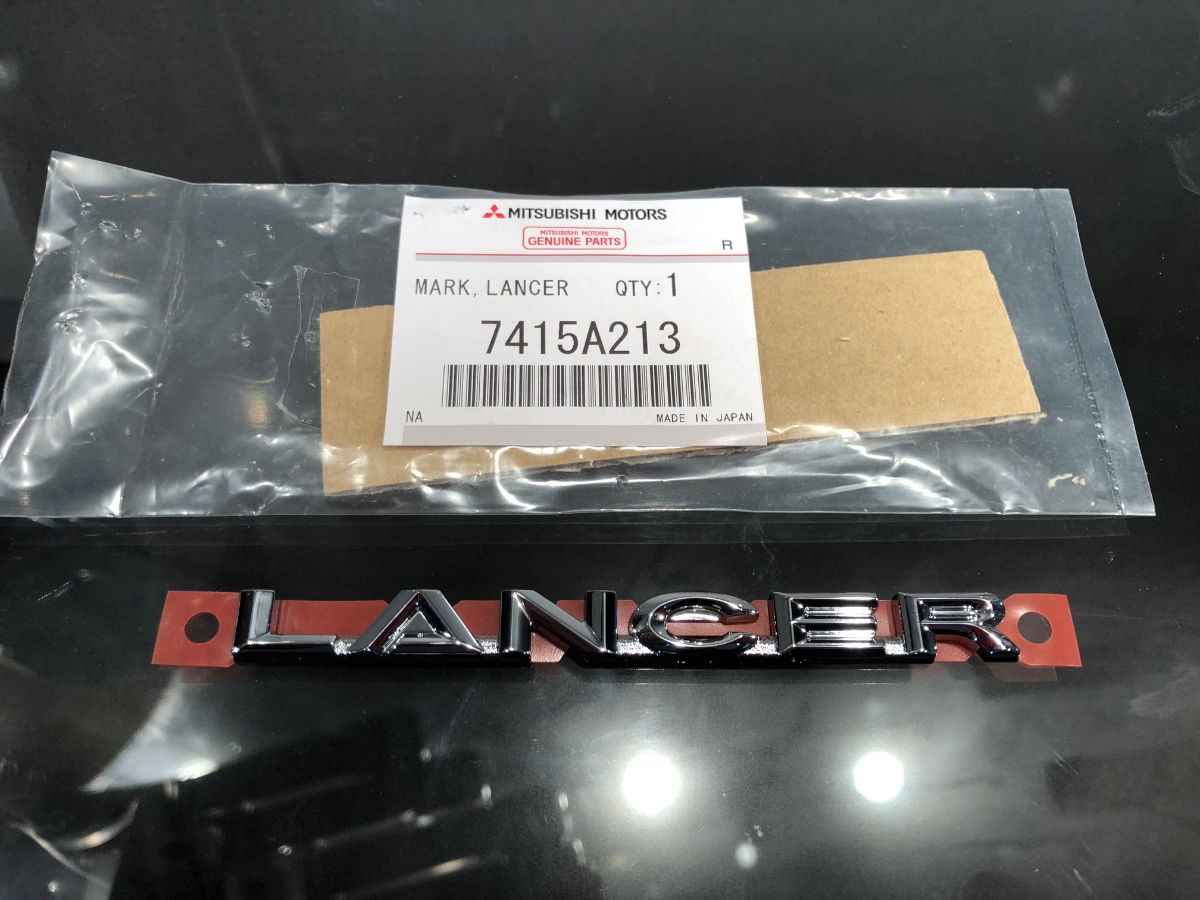 MITSUBISHI MOTORS
MITSUBISHI MOTORS
GENUINE PARTS
R
MARK, LANCER QTY:1
7415A213
NA MADE IN JAPAN
LANCER